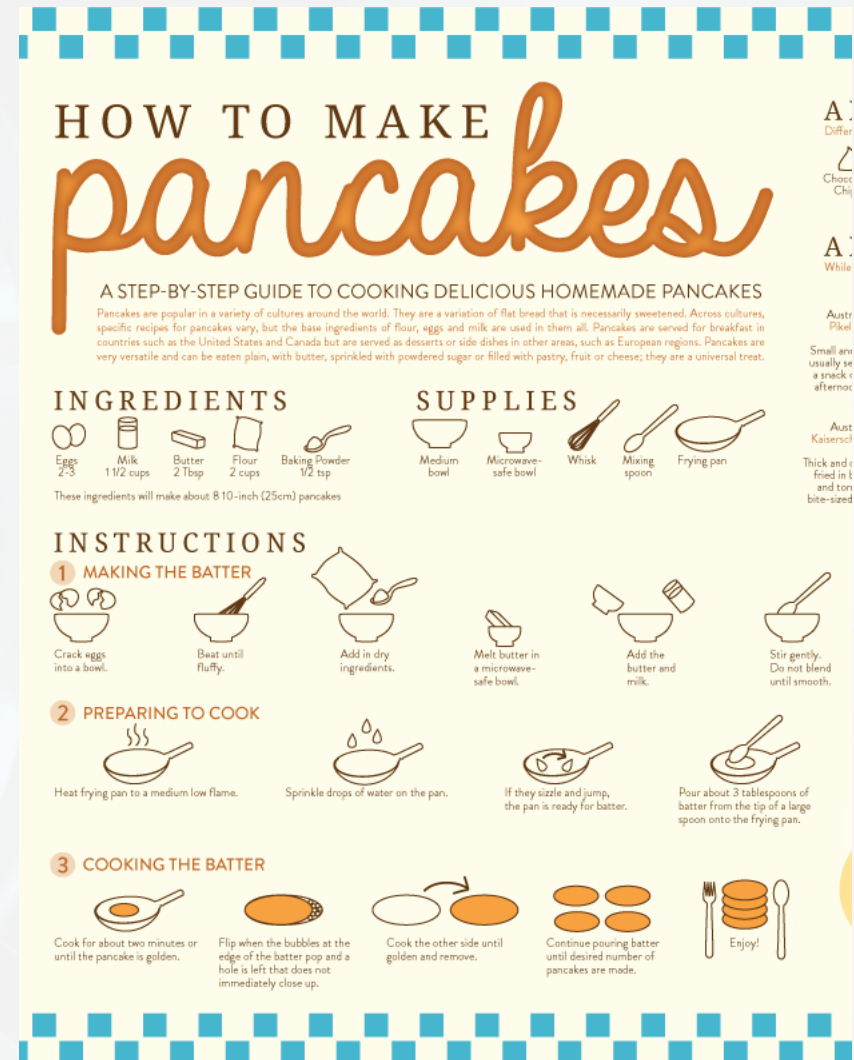 HOW TO MAKE
pancakes
A STEP-BY-STEP GUIDE TO COOKING DELICIOUS HOMEMADE PANCAKES
Pancakes are popular in a variety of cultures around the world. They are a variation of flat bread that is necessarily sweetened. Across cultures,
specific recipes for pancakes vary, but the base ingredients of flour, eggs and milk are used in them all. Pancakes are served for breakfast in
countries such as the United States and Canada but are served as desserts or side dishes in other areas, such as European regions. Pancakes are
very versatile and can be eaten plain, with butter, sprinkled with powdered sugar or filled with pastry, fruit or cheese; they are a universal treat.
INGREDIENTS
Eggs
2-3
Milk
1 1/2 cups
Butter
2 Tbsp
Flour
2 cups
Baking Powder
1/2 tsp
These ingredients will make about 8 10-inch (25cm) pancakes
SUPPLIES
Medium
bowl
Microwave-
safe bowl
Whisk
Mixing
spoon
Frying pan
INSTRUCTIONS
1 MAKING THE BATTER
Crack eggs
into a bowl.
Beat until
fluffy.
Add in dry
ingredients.
Melt butter in
a microwave-
safe bowl.
Add the
butter and
milk.
Stir gently.
Do not blend
until smooth.
2 PREPARING TO COOK
Heat frying pan to a medium low flame.
Sprinkle drops of water on the pan.
If they sizzle and jump,
the pan is ready for batter.
Pour about 3 tablespoons of
batter from the tip of a large
spoon onto the frying pan.
3 COOKING THE BATTER
Cook for about two minutes or
until the pancake is golden.
Flip when the bubbles at the
edge of the batter pop and a
hole is left that does not
immediately close up.
Cook the other side until
golden and remove.
Continue pouring batter
until desired number of
pancakes are made.
Enjoy!
While
Small and
usually se
a snack
afternoo
Thick and
fried in
and
bite-sized